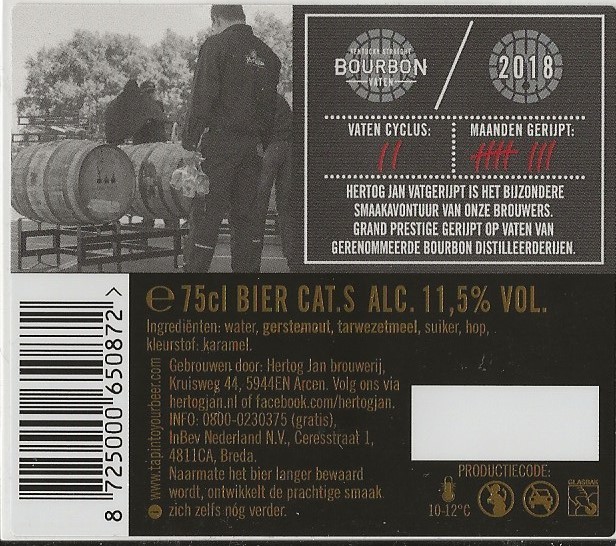 KENTUCKY STRAIGHT
BOURBON
VATEN
2018
VATEN CYCLUS:
MAANDEN GERIJPT:
HERTOG JAN VATGERIJPT IS HET BIJZONDERE
SMAAKAVONTUUR VAN ONZE BROUWERS.
GRAND PRESTIGE GERIJPT OP VATEN VAN
GERENOMMEERDE BOURBON DISTILLEERDERIJEN.
℮ 75cl BIER CAT.S ALC. 11,5% VOL.
Ingrediënten: water, gerstemout, tarwezetmeel, suiker, hop,
kleurstof: karamel.
Gebrouwen door: Hertog Jan brouwerij,
Kruisweg 44, 5944EN Arcen. Volg ons via
hertogjan.nl of facebook.com/hertogjan.
INFO: 0800-0230375 (gratis),
InBev Nederland N.V., Ceresstraat 1,
4811CA, Breda.
Naarmate het bier langer bewaard
wordt, ontwikkelt de prachtige smaak
zich zelfs nóg verder.
www.tapintoyourbeer.com
PRODUCTIECODE:
10-12°C
GLASBAK
8 725000 650872 >